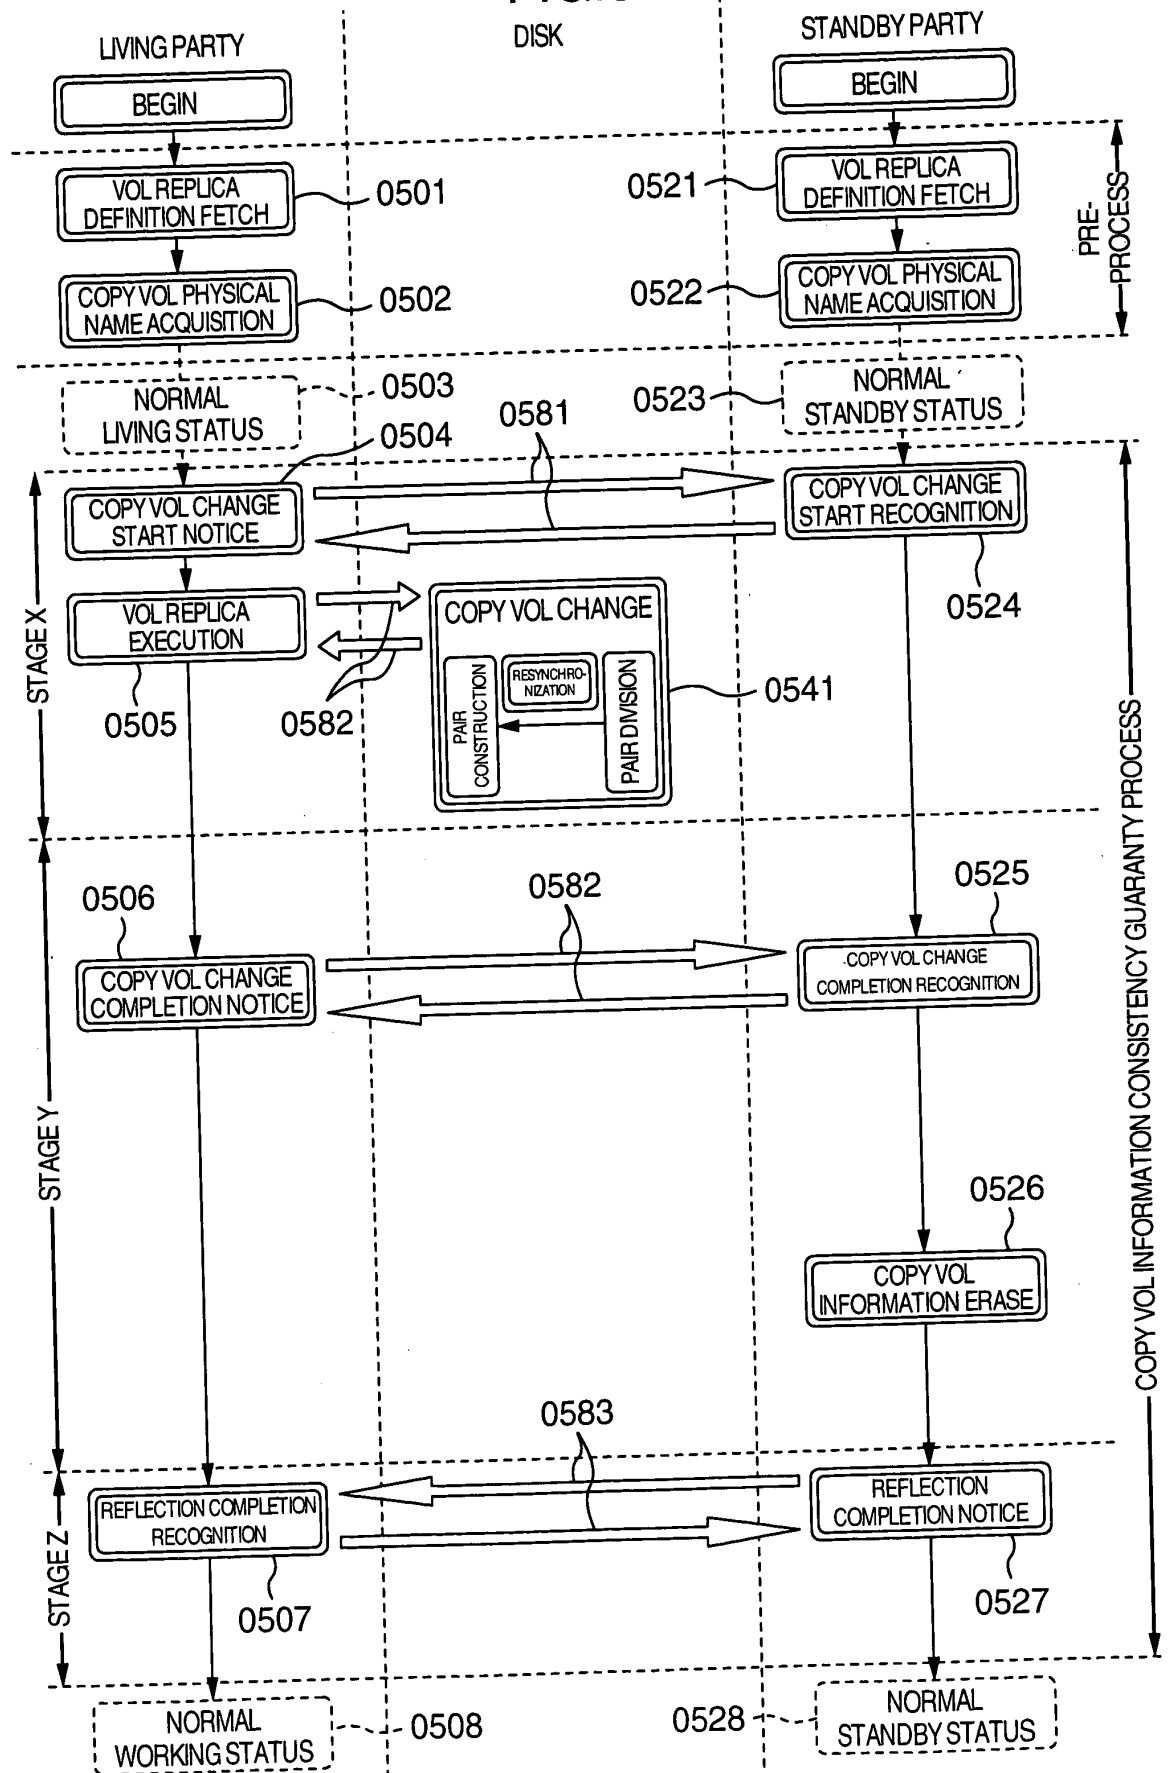 LIVING PARTY
DISK
STANDBY PARTY
BEGIN
BEGIN
VOL REPLICA
DEFINITION FETCH
0501
0521
VOL REPLICA
DEFINITION FETCH
PRE-
PROCESS
COPY VOL PHYSICAL
NAME ACQUISITION
0502
0522
COPY VOL PHYSICAL
NAME ACQUISITION
NORMAL
LIVING STATUS
0503
0523
NORMAL
STANDBY STATUS
0504
0581
COPY VOL CHANGE
START NOTICE
COPY VOL CHANGE
START RECOGNITION
0524
STAGE X
VOL REPLICA
EXECUTION
0505
0582
COPY VOL CHANGE
PAIR
CONSTRUCTION
RESYNCHRO-
NIZATION
PAIR DIVISION
0541
COPY VOL INFORMATION CONSISTENCY GUARANTY PROCESS
STAGE Y
0506
0582
0525
COPY VOL CHANGE
COMPLETION NOTICE
COPY VOL CHANGE
COMPLETION RECOGNITION
0526
COPY VOL
INFORMATION ERASE
0583
STAGE Z
REFLECTION COMPLETION
RECOGNITION
0507
REFLECTION
COMPLETION NOTICE
0527
NORMAL
WORKING STATUS
0508
0528
NORMAL
STANDBY STATUS